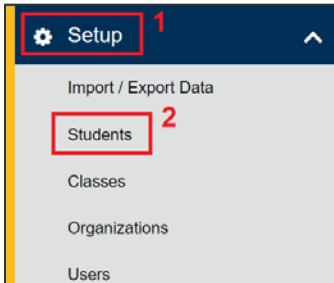 Setup 1
Import / Export Data
Students 2
Classes
Organizations
Users